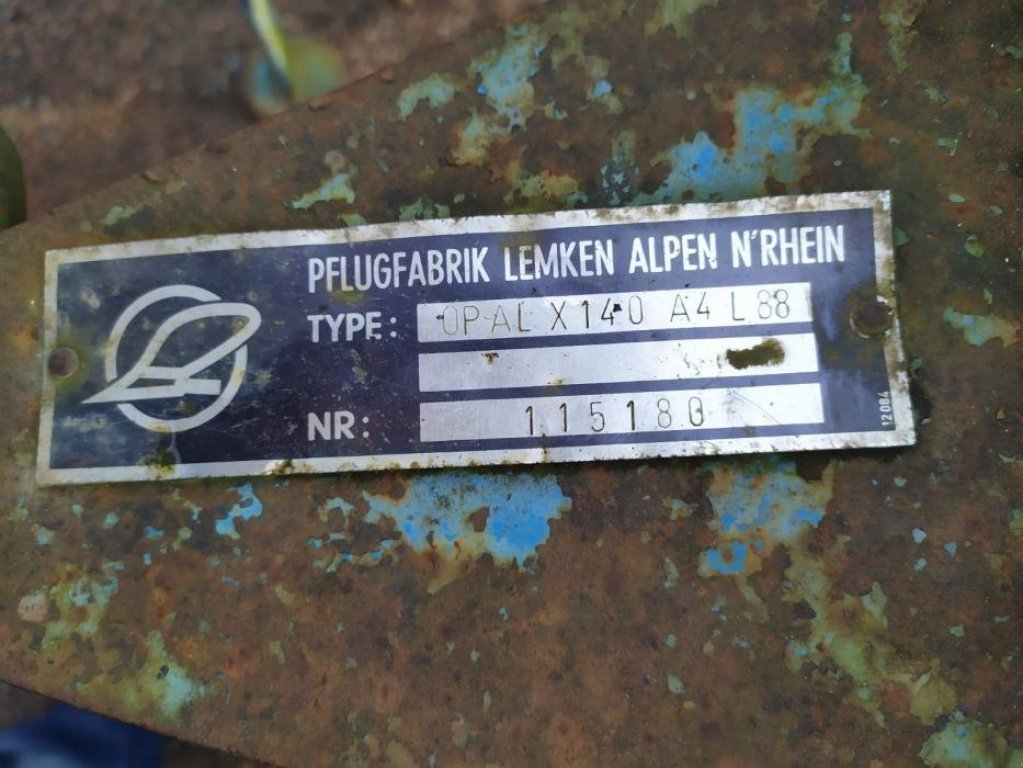 PFLUGFABRIK LEMKEN ALPEN N'RHEIN
TYPE: OPAL X140 A4 L88
NR: 115180
12084